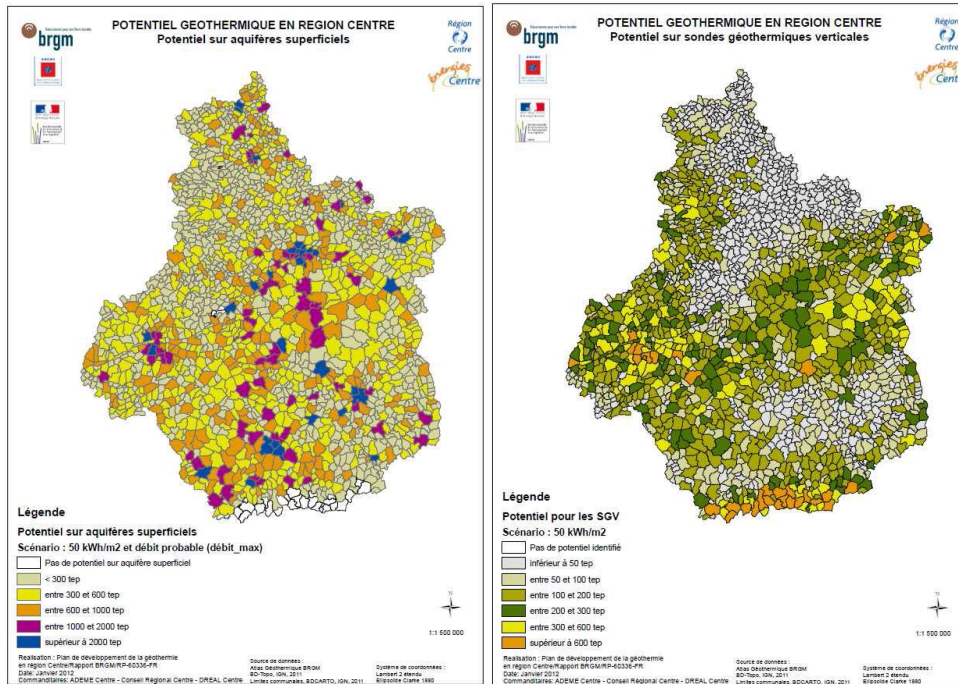 brgm
POTENTIEL GEOTHERMIQUE EN REGION CENTRE
Potentiel sur aquifères superficiels
Région
Centre
énergies
Centre
Légende
Potentiel sur aquifères superficiels
Scénario : 50 kWh/m2 et débit probable (débit_max)
Pas de potentiel sur aquifère superficiel
< 300 tep
entre 300 et 600 tep
entre 600 et 1000 tep
entre 1000 et 2000 tep
supérieur à 2000 tep
N
1:1 500 000
Realisation : Plan de développement de la géothermie
en région Centre/Rapport BRGM/RP-60336-FR
Date: Janvier 2012
Commanditaires: ADEME Centre - Conseil Régional Centre - DREAL Centre
Source de données :
Atlas Géothermique BRGM
BD-Topo, IGN, 2011
Limites communales, BDCARTO, IGN, 2011
Système de coordonnées :
Lambert 2 étendu
Ellipsoïde Clarke 1880
brgm
POTENTIEL GEOTHERMIQUE EN REGION CENTRE
Potentiel sur sondes géothermiques verticales
Région
Centre
énergies
Centre
Légende
Potentiel pour les SGV
Scénario : 50 kWh/m2
Pas de potentiel identifié
inférieur à 50 tep
entre 50 et 100 tep
entre 100 et 200 tep
entre 200 et 300 tep
entre 300 et 600 tep
supérieur à 600 tep
N
1:1 500 000
Realisation : Plan de développement de la géothermie
en région Centre/Rapport BRGM/RP-60336-FR
Date: Janvier 2012
Commanditaires: ADEME Centre - Conseil Régional Centre - DREAL Centre
Source de données :
Atlas Géothermique BRGM
BD-Topo, IGN, 2011
Limites communales, BDCARTO, IGN, 2011
Système de coordonnées :
Lambert 2 étendu
Ellipsoïde Clarke 1880